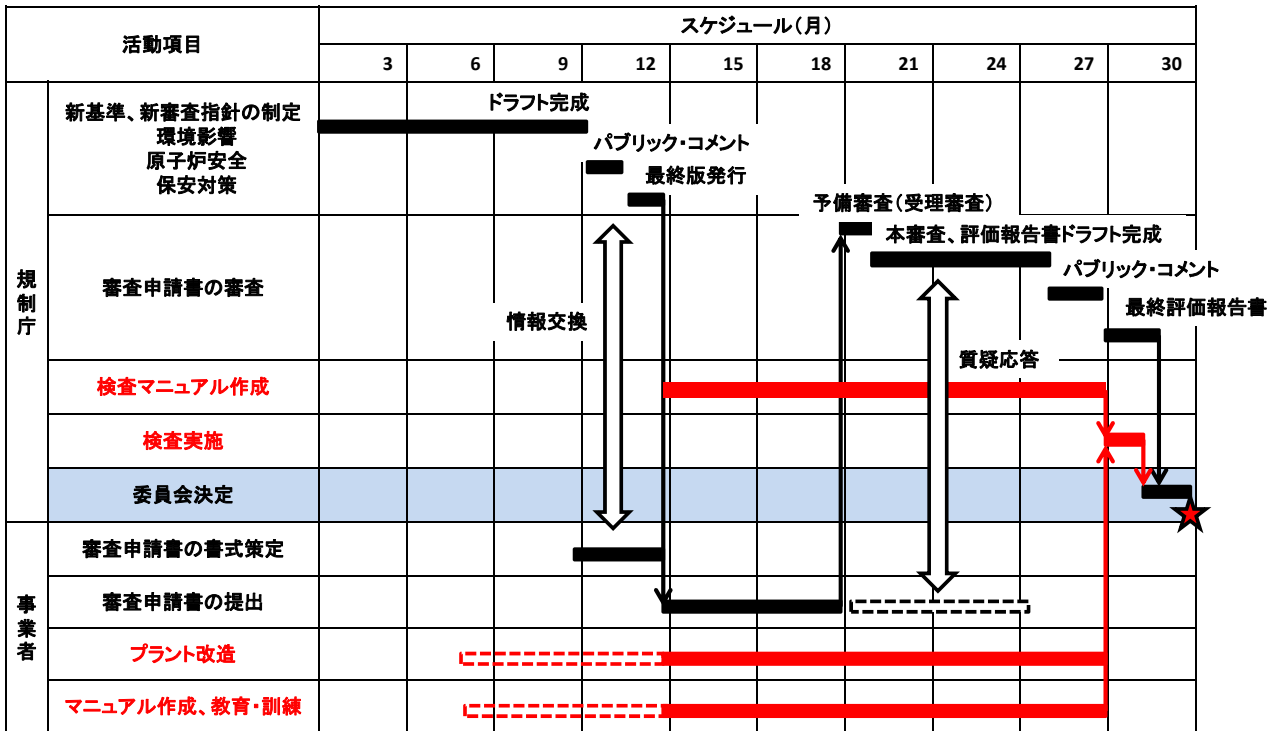 活動項目
スケジュール(月)
3 6 9 12 15 18 21 24 27 30
規制庁
新基準、新審査指針の制定
環境影響
原子炉安全
保安対策
ドラフト完成
パブリック・コメント
最終版発行
予備審査(受理審査)
本審査、評価報告書ドラフト完成
審査申請書の審査
パブリック・コメント
最終評価報告書
情報交換
質疑応答
検査マニュアル作成
検査実施
委員会決定
事業者
審査申請書の書式策定
審査申請書の提出
プラント改造
マニュアル作成、教育・訓練